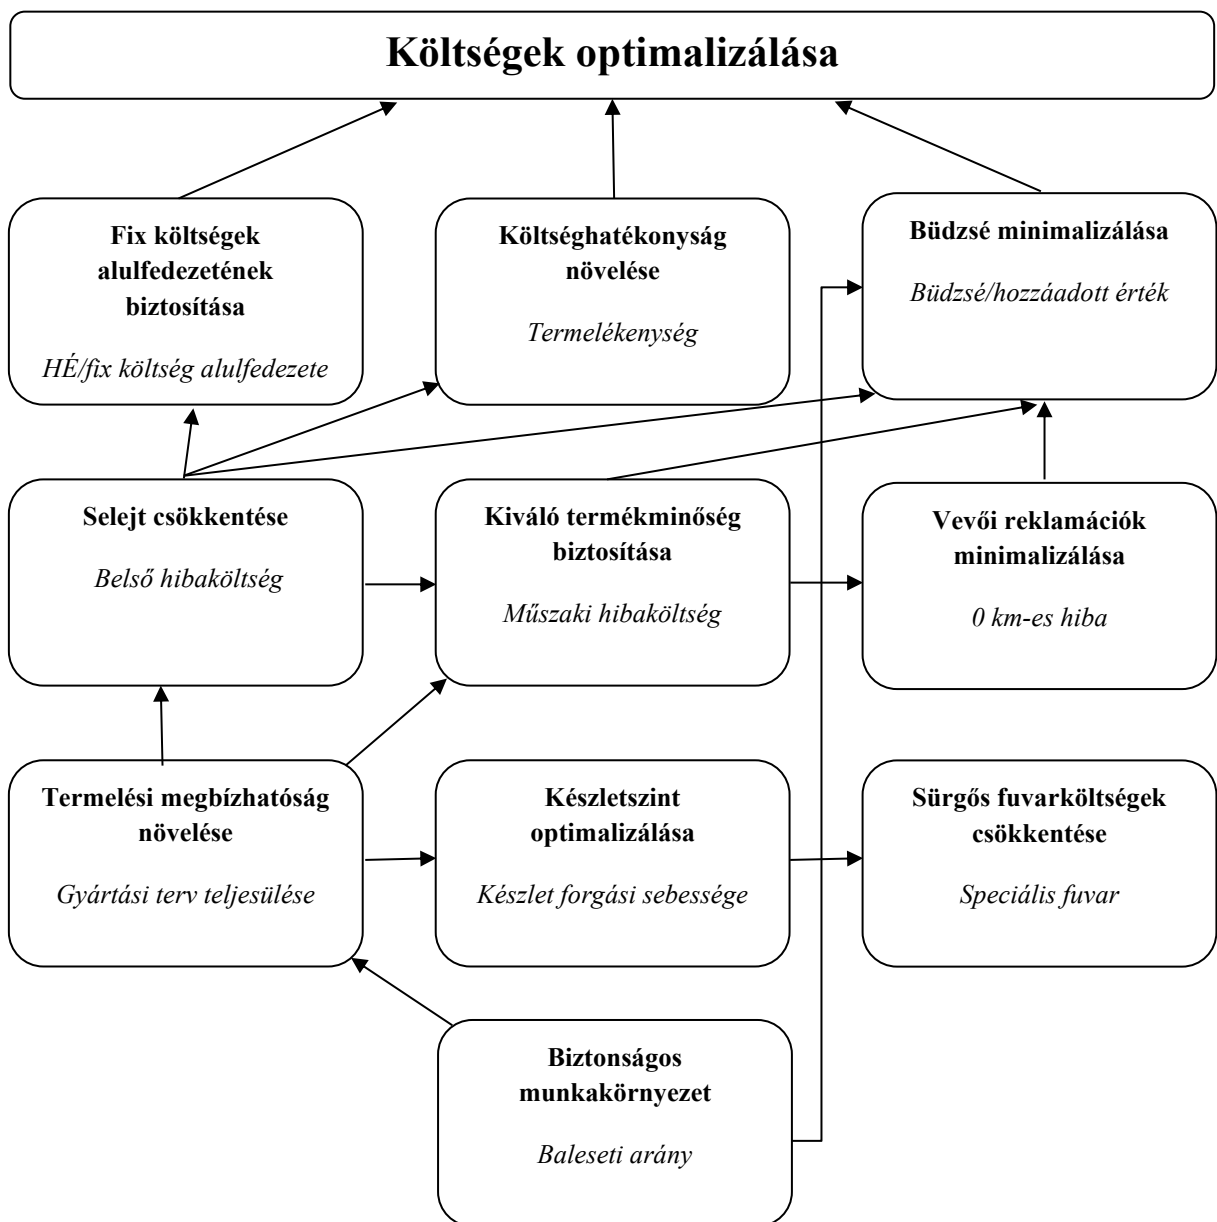 Költségek optimalizálása
Fix költségek
alulfedezetének
biztosítása
HÉ/fix költség alulfedezete
Költséghatékonyság
növelése
Termelékenység
Büdzsé minimalizálása
Büdzsé/hozzáadott érték
Selejt csökkentése
Belső hibaköltség
Kiváló termékminőség
biztosítása
Műszaki hibaköltség
Vevői reklamációk
minimalizálása
0 km-es hiba
Termelési megbízhatóság
növelése
Gyártási terv teljesülése
Készletszint
optimalizálása
Készlet forgási sebessége
Sürgős fuvarköltségek
csökkentése
Speciális fuvar
Biztonságos
munkakörnyezet
Baleseti arány